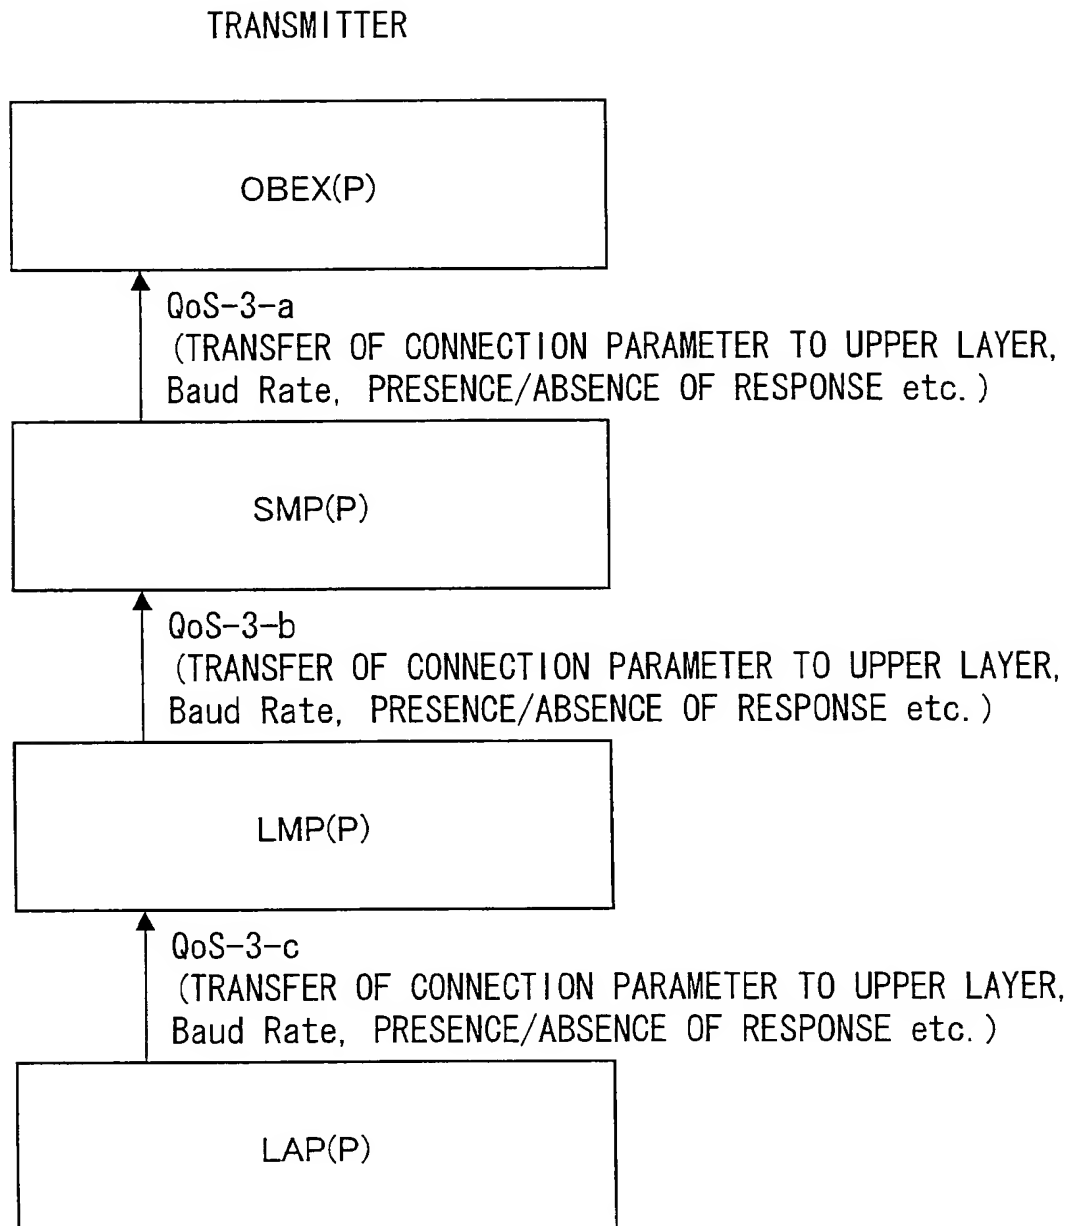 TRANSMITTER
OBEX(P)
QoS-3-a
(TRANSFER OF CONNECTION PARAMETER TO UPPER LAYER,
Baud Rate, PRESENCE/ABSENCE OF RESPONSE etc.)
SMP(P)
QoS-3-b
(TRANSFER OF CONNECTION PARAMETER TO UPPER LAYER,
Baud Rate, PRESENCE/ABSENCE OF RESPONSE etc.)
LMP(P)
QoS-3-c
(TRANSFER OF CONNECTION PARAMETER TO UPPER LAYER,
Baud Rate, PRESENCE/ABSENCE OF RESPONSE etc.)
LAP(P)